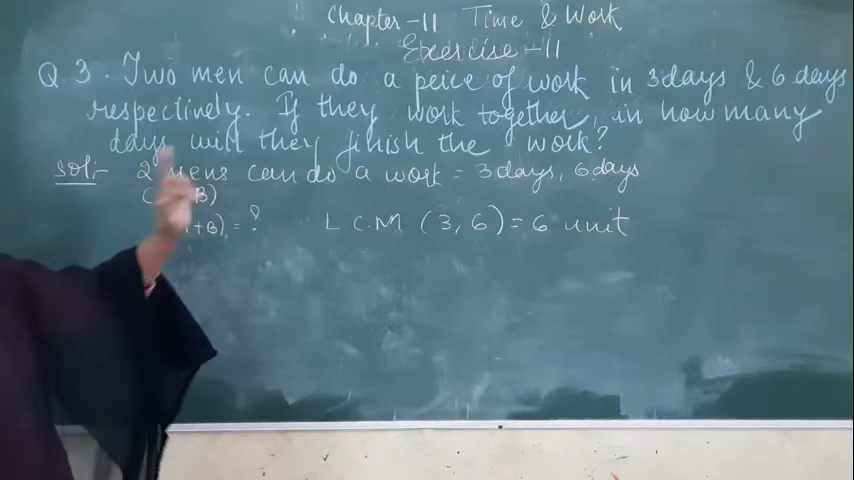 Chapter-11 Time & Work
Exercise-11
Q.3. Two men can do a peice of work in 3days & 6 days
respectively. If they work together, in how many
days will they finish the work?
Sol:- 2 mens can do a work = 3days, 6days
B)
+B) = ? L.C.M (3,6) = 6 unit